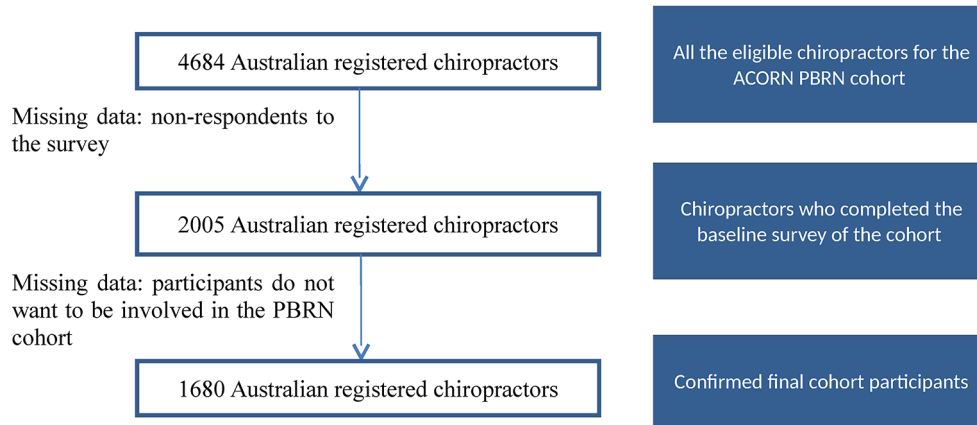 4684 Australian registered chiropractors
All the eligible chiropractors for the
ACORN PBRN cohort
Missing data: non-respondents to
the survey
2005 Australian registered chiropractors
Chiropractors who completed the
baseline survey of the cohort
Missing data: participants do not
want to be involved in the PBRN
cohort
1680 Australian registered chiropractors
Confirmed final cohort participants